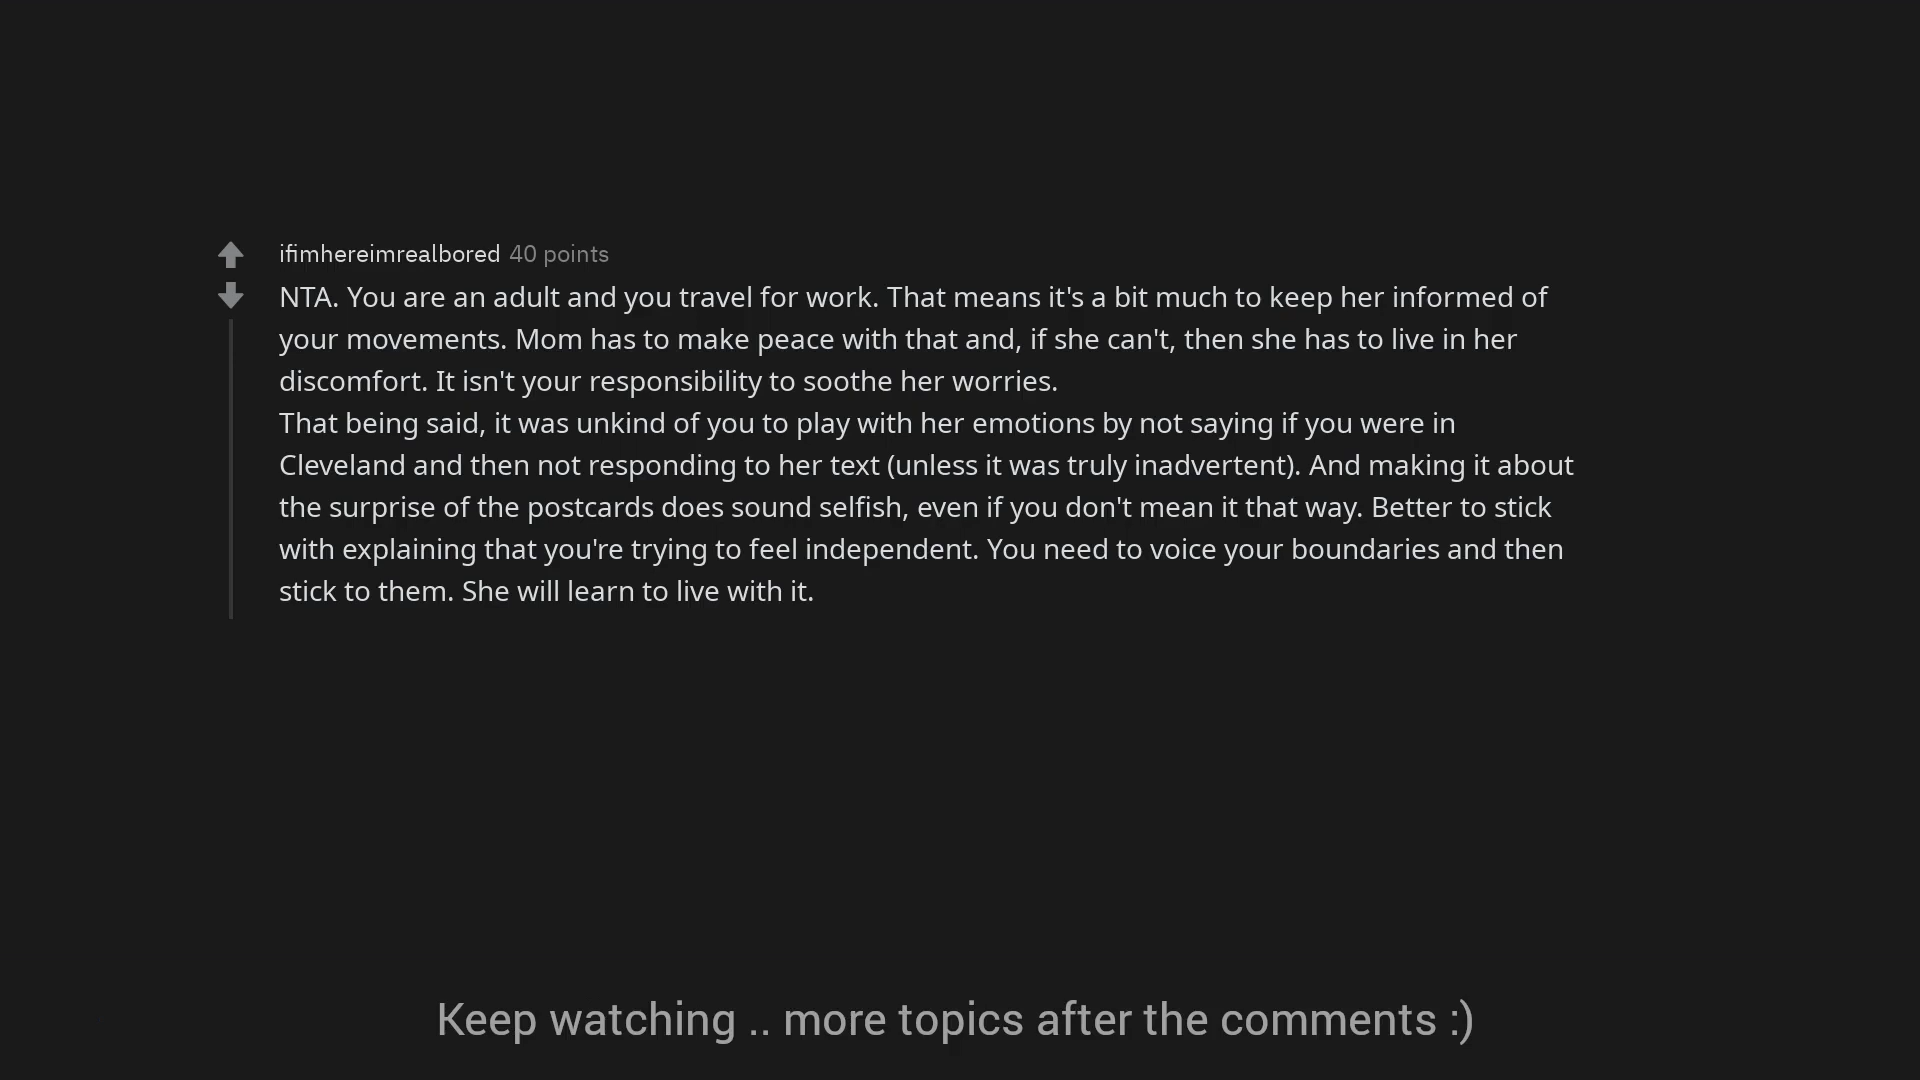 ifimhereimrealbored 40 points
NTA. You are an adult and you travel for work. That means it's a bit much to keep her informed of
your movements. Mom has to make peace with that and, if she can't, then she has to live in her
discomfort. It isn't your responsibility to soothe her worries.
That being said, it was unkind of you to play with her emotions by not saying if you were in
Cleveland and then not responding to her text (unless it was truly inadvertent). And making it about
the surprise of the postcards does sound selfish, even if you don't mean it that way. Better to stick
with explaining that you're trying to feel independent. You need to voice your boundaries and then
stick to them. She will learn to live with it.
Keep watching .. more topics after the comments :)